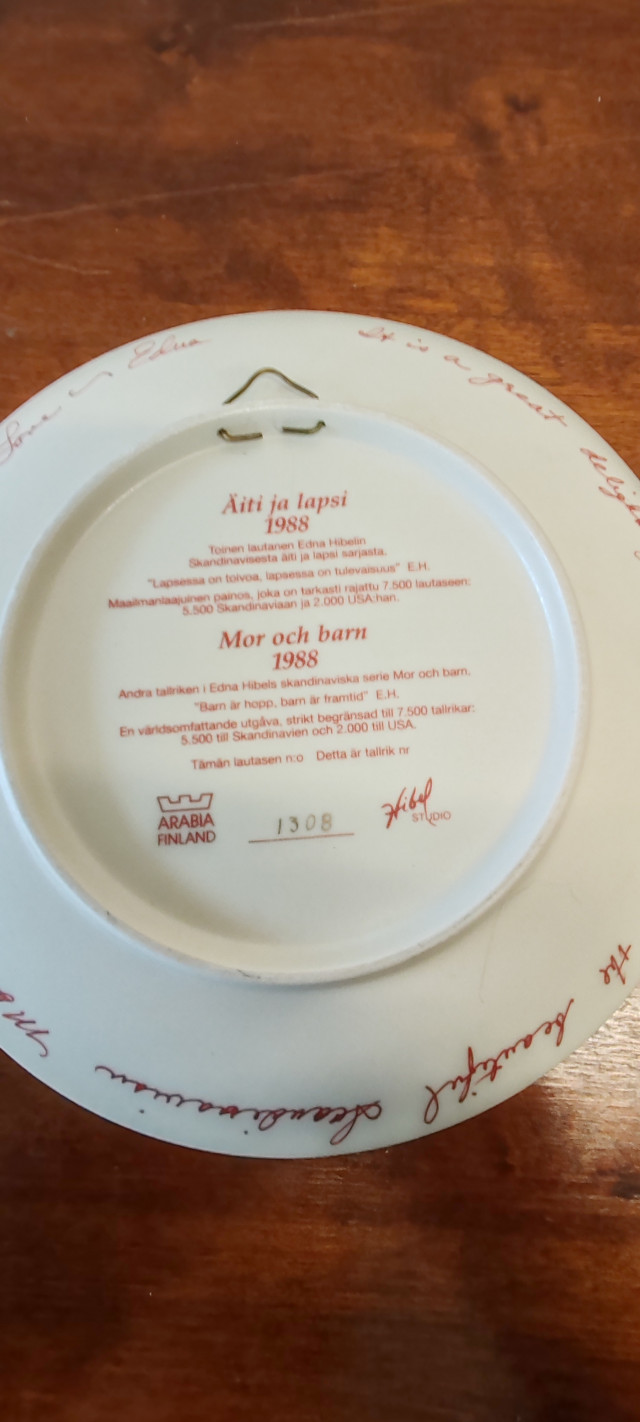 Love Edna
It is a great
the beautiful Scandinavian
Äiti ja lapsi
1988
Toinen lautanen Edna Hibelin
Skandinavisesta äiti ja lapsi sarjasta.
"Lapsessa on toivoa, lapsessa on tulevaisuus" E.H.
Maailmanlaajuinen painos, joka on tarkasti rajattu 7.500 lautaseen:
5.500 Skandinaviaan ja 2.000 USA:han.
Mor och barn
1988
Andra tallriken i Edna Hibels skandinaviska serie Mor och barn.
"Barn är hopp, barn är framtid" E.H.
En världsomfattande utgåva, strikt begränsad till 7.500 tallrikar:
5.500 till Skandinavien och 2.000 till USA.
Tämän lautasen n:o Detta är tallrik nr
ARABIA
FINLAND
1308
Hibel
STUDIO